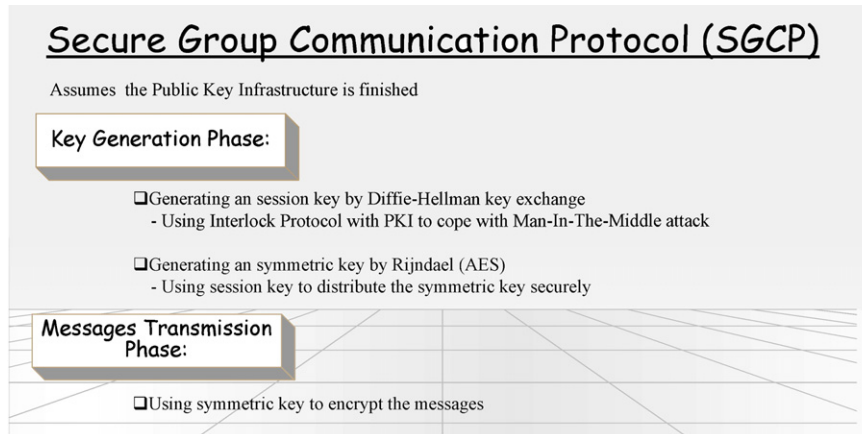 Secure Group Communication Protocol (SGCP)
Assumes the Public Key Infrastructure is finished
Key Generation Phase:
❑Generating an session key by Diffie-Hellman key exchange
- Using Interlock Protocol with PKI to cope with Man-In-The-Middle attack
❑Generating an symmetric key by Rijndael (AES)
- Using session key to distribute the symmetric key securely
Messages Transmission
Phase:
❑Using symmetric key to encrypt the messages